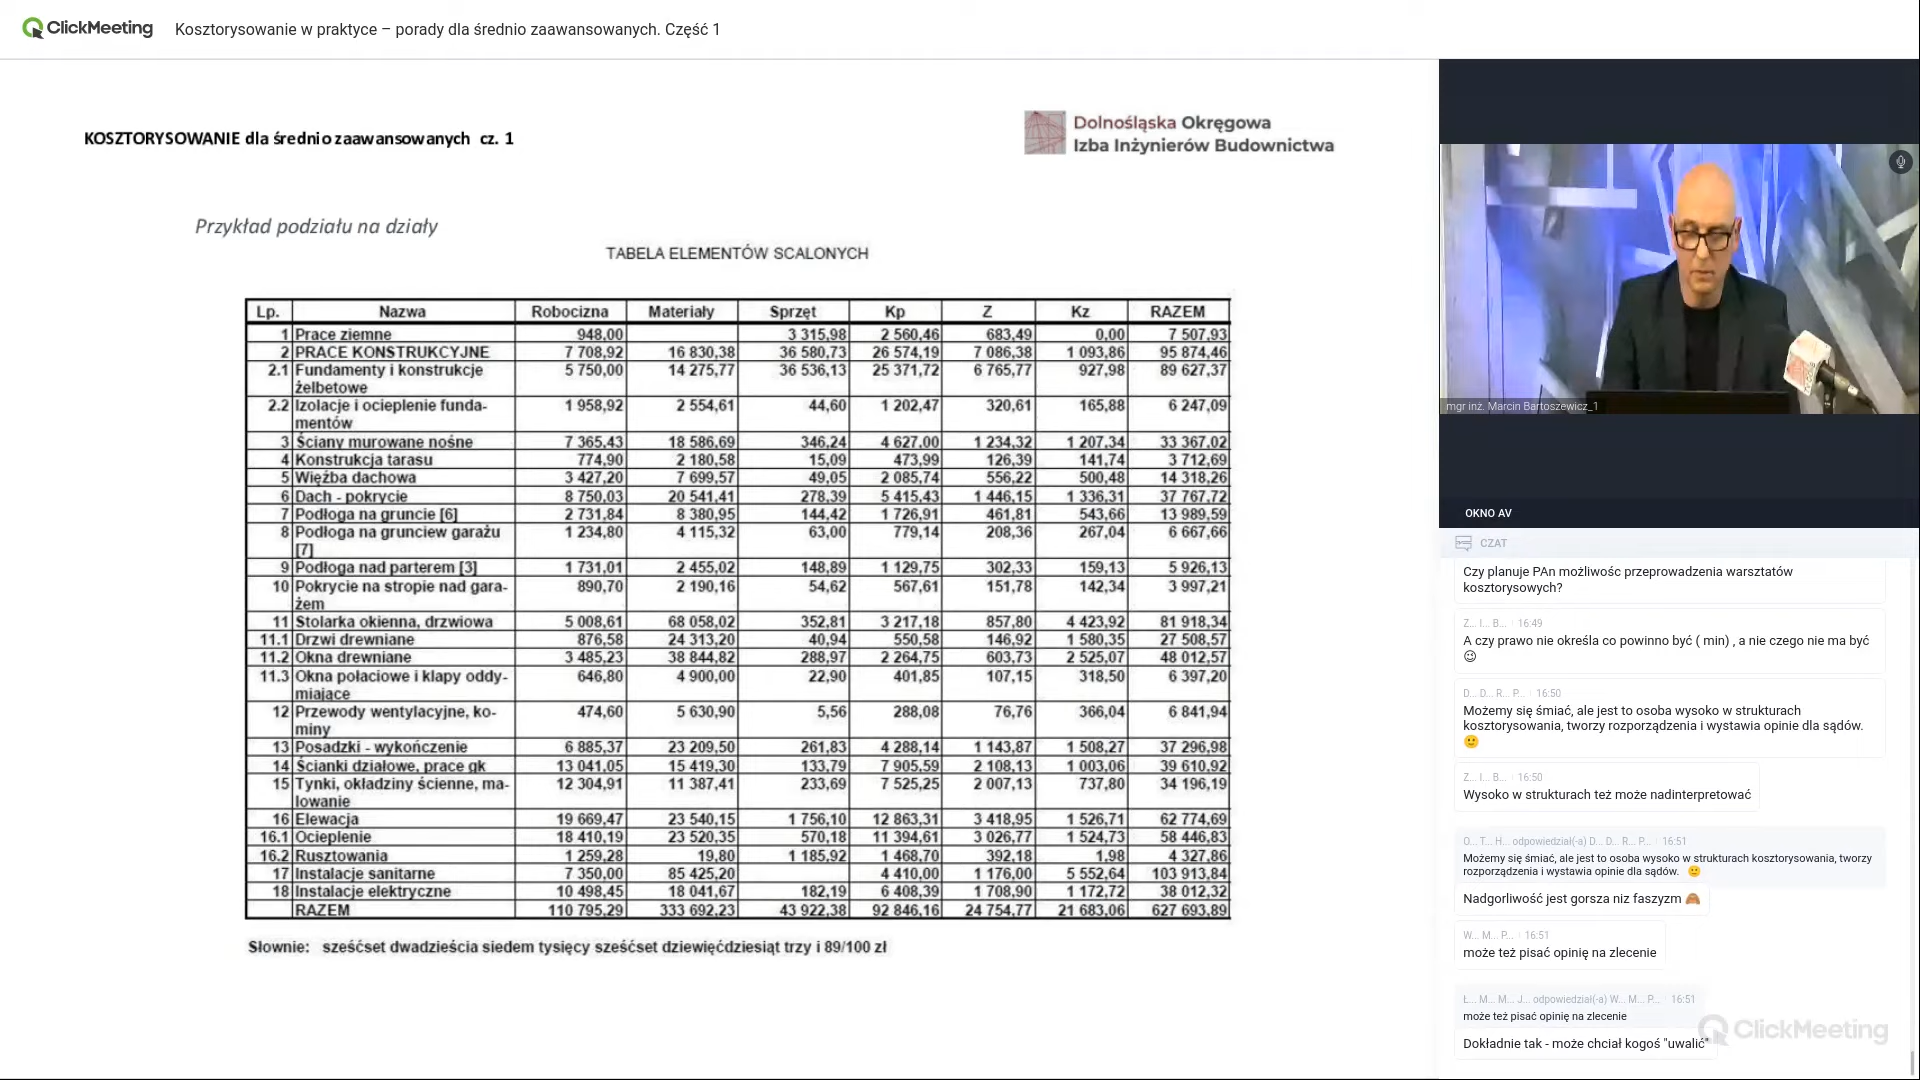 ClickMeeting Kosztorysowanie w praktyce – porady dla średnio zaawansowanych. Część 1
KOSZTORYSOWANIE dla średnio zaawansowanych cz. 1
Dolnośląska Okręgowa
Izba Inżynierów Budownictwa
Przykład podziału na działy
TABELA ELEMENTÓW SCALONYCH
Lp. Nazwa Robocizna Materiały Sprzęt Kp Z Kz RAZEM
1 Prace ziemne 948,00 3 315,98 2 560,46 683,49 0,00 7 507,93
2 PRACE KONSTRUKCYJNE 7 708,92 16 830,38 36 580,73 26 574,19 7 086,38 1 093,86 95 874,46
2.1 Fundamenty i konstrukcje 5 750,00 14 275,77 36 536,13 25 371,72 6 765,77 927,98 89 627,37
żelbetowe
2.2 Izolacje i ocieplenie funda- 1 958,92 2 554,61 44,60 1 202,47 320,61 165,88 6 247,09
mentów
3 Ściany murowane nośne 7 365,43 18 586,69 346,24 4 627,00 1 234,32 1 207,34 33 367,02
4 Konstrukcja tarasu 774,90 2 180,58 15,09 473,99 126,39 141,74 3 712,69
5 Więźba dachowa 3 427,20 7 699,57 49,05 2 085,74 556,22 500,48 14 318,26
6 Dach - pokrycie 8 750,03 20 541,41 278,39 5 415,43 1 446,15 1 336,31 37 767,72
7 Podłoga na gruncie [6] 2 731,84 8 380,95 144,42 1 726,91 461,81 543,66 13 989,59
8 Podłoga na grunciew garażu 1 234,80 4 115,32 63,00 779,14 208,36 267,04 6 667,66
[7]
9 Podłoga nad parterem [3] 1 731,01 2 455,02 148,89 1 129,75 302,33 159,13 5 926,13
10 Pokrycie na stropie nad gara- 890,70 2 190,16 54,62 567,61 151,78 142,34 3 997,21
żem
11 Stolarka okienna, drzwiowa 5 008,61 68 058,02 352,81 3 217,18 857,80 4 423,92 81 918,34
11.1 Drzwi drewniane 876,58 24 313,20 40,94 550,58 146,92 1 580,35 27 508,57
11.2 Okna drewniane 3 485,23 38 844,82 288,97 2 264,75 603,73 2 525,07 48 012,57
11.3 Okna połaciowe i klapy oddy- 646,80 4 900,00 22,90 401,85 107,15 318,50 6 397,20
miające
12 Przewody wentylacyjne, ko- 474,60 5 630,90 5,56 288,08 76,76 366,04 6 841,94
miny
13 Posadzki - wykończenie 6 885,37 23 209,50 261,83 4 288,14 1 143,87 1 508,27 37 296,98
14 Ścianki działowe, prace gk 13 041,05 15 419,30 133,79 7 905,59 2 108,13 1 003,06 39 610,92
15 Tynki, okładziny ścienne, ma- 12 304,91 11 387,41 233,69 7 525,25 2 007,13 737,80 34 196,19
lowanie
16 Elewacja 19 669,47 23 540,15 1 756,10 12 863,31 3 418,95 1 526,71 62 774,69
16.1 Ocieplenie 18 410,19 23 520,35 570,18 11 394,61 3 026,77 1 524,73 58 446,83
16.2 Rusztowania 1 259,28 19,80 1 185,92 1 468,70 392,18 1,98 4 327,86
17 Instalacje sanitarne 7 350,00 85 425,20 4 410,00 1 176,00 5 552,64 103 913,84
18 Instalacje elektryczne 10 498,45 18 041,67 182,19 6 408,39 1 708,90 1 172,72 38 012,32
RAZEM 110 795,29 333 692,23 43 922,38 92 846,16 24 754,77 21 683,06 627 693,89
Słownie: sześćset dwadzieścia siedem tysięcy sześćset dziewięćdziesiąt trzy i 89/100 zł
mgr inż. Marcin Bartoszewicz_1
OKNO AV
CZAT
Czy planuje PAn możliwośc przeprowadzenia warsztatów
kosztorysowych?
Z... I... B... 16:49
A czy prawo nie określa co powinno być ( min) , a nie czego nie ma być
😉
D... D... R... P... 16:50
Możemy się śmiać, ale jest to osoba wysoko w strukturach
kosztorysowania, tworzy rozporządzenia i wystawia opinie dla sądów.
🙂
Z... I... B... 16:50
Wysoko w strukturach też może nadinterpretować
O... T... H... odpowiedział(-a) D... D... R... P... 16:51
Możemy się śmiać, ale jest to osoba wysoko w strukturach kosztorysowania, tworzy
rozporządzenia i wystawia opinie dla sądów. 🙂
Nadgorliwość jest gorsza niz faszyzm 🙈
W... M... P... 16:51
może też pisać opinię na zlecenie
Ł... M... M... J... odpowiedział(-a) W... M... P... 16:51
może też pisać opinię na zlecenie
Dokładnie tak - może chciał kogoś "uwalić"
ClickMeeting